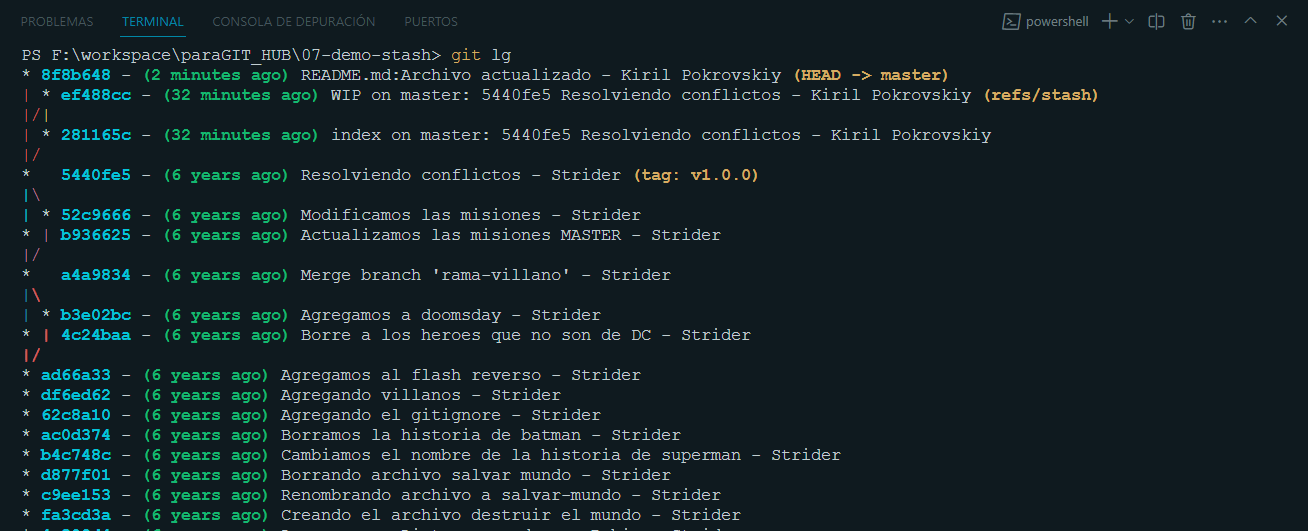 PROBLEMAS TERMINAL CONSOLA DE DEPURACIÓN PUERTOS powershell
PS F:\workspace\paraGIT_HUB\07-demo-stash> git lg
* 8f8b648 - (2 minutes ago) README.md:Archivo actualizado - Kiril Pokrovskiy (HEAD -> master)
| * ef488cc - (32 minutes ago) WIP on master: 5440fe5 Resolviendo conflictos - Kiril Pokrovskiy (refs/stash)
|/|
| * 281165c - (32 minutes ago) index on master: 5440fe5 Resolviendo conflictos - Kiril Pokrovskiy
|/
*   5440fe5 - (6 years ago) Resolviendo conflictos - Strider (tag: v1.0.0)
|\
| * 52c9666 - (6 years ago) Modificamos las misiones - Strider
* | b936625 - (6 years ago) Actualizamos las misiones MASTER - Strider
|/
*   a4a9834 - (6 years ago) Merge branch 'rama-villano' - Strider
|\
| * b3e02bc - (6 years ago) Agregamos a doomsday - Strider
* | 4c24baa - (6 years ago) Borre a los heroes que no son de DC - Strider
|/
* ad66a33 - (6 years ago) Agregamos al flash reverso - Strider
* df6ed62 - (6 years ago) Agregando villanos - Strider
* 62c8a10 - (6 years ago) Agregando el gitignore - Strider
* ac0d374 - (6 years ago) Borramos la historia de batman - Strider
* b4c748c - (6 years ago) Cambiamos el nombre de la historia de superman - Strider
* d877f01 - (6 years ago) Borrando archivo salvar mundo - Strider
* c9ee153 - (6 years ago) Renombrando archivo a salvar-mundo - Strider
* fa3cd3a - (6 years ago) Creando el archivo destruir el mundo - Strider